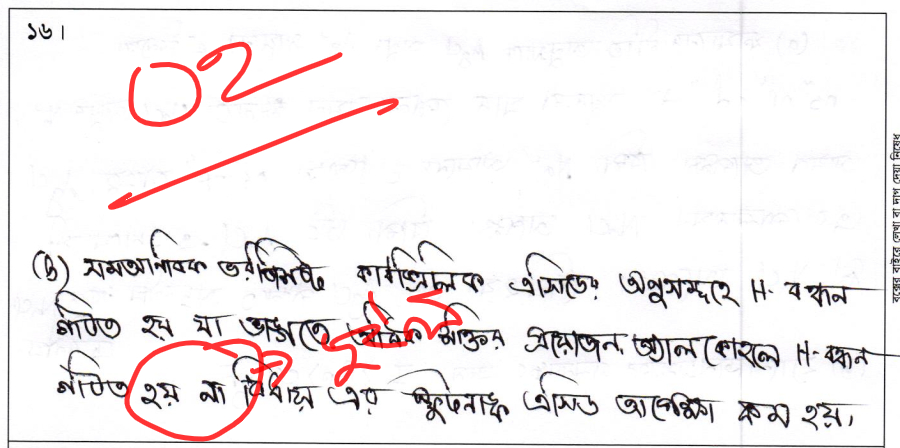 ১৬।
02
(b) সমআণবিক ভরবিশিষ্ট কার্বক্সিলিক এসিডের অণুসমূহে H- বন্ধন
গঠিত হয় যা ভাঙতে অধিক শক্তির প্রয়োজন, অ্যালকোহলে H-বন্ধন
গঠিত হয় না বিধায় এর স্ফুটনাঙ্ক এসিড অপেক্ষা কম হয়।
বক্সের বাইরে লেখা বা দাগ দেয়া নিষেধ